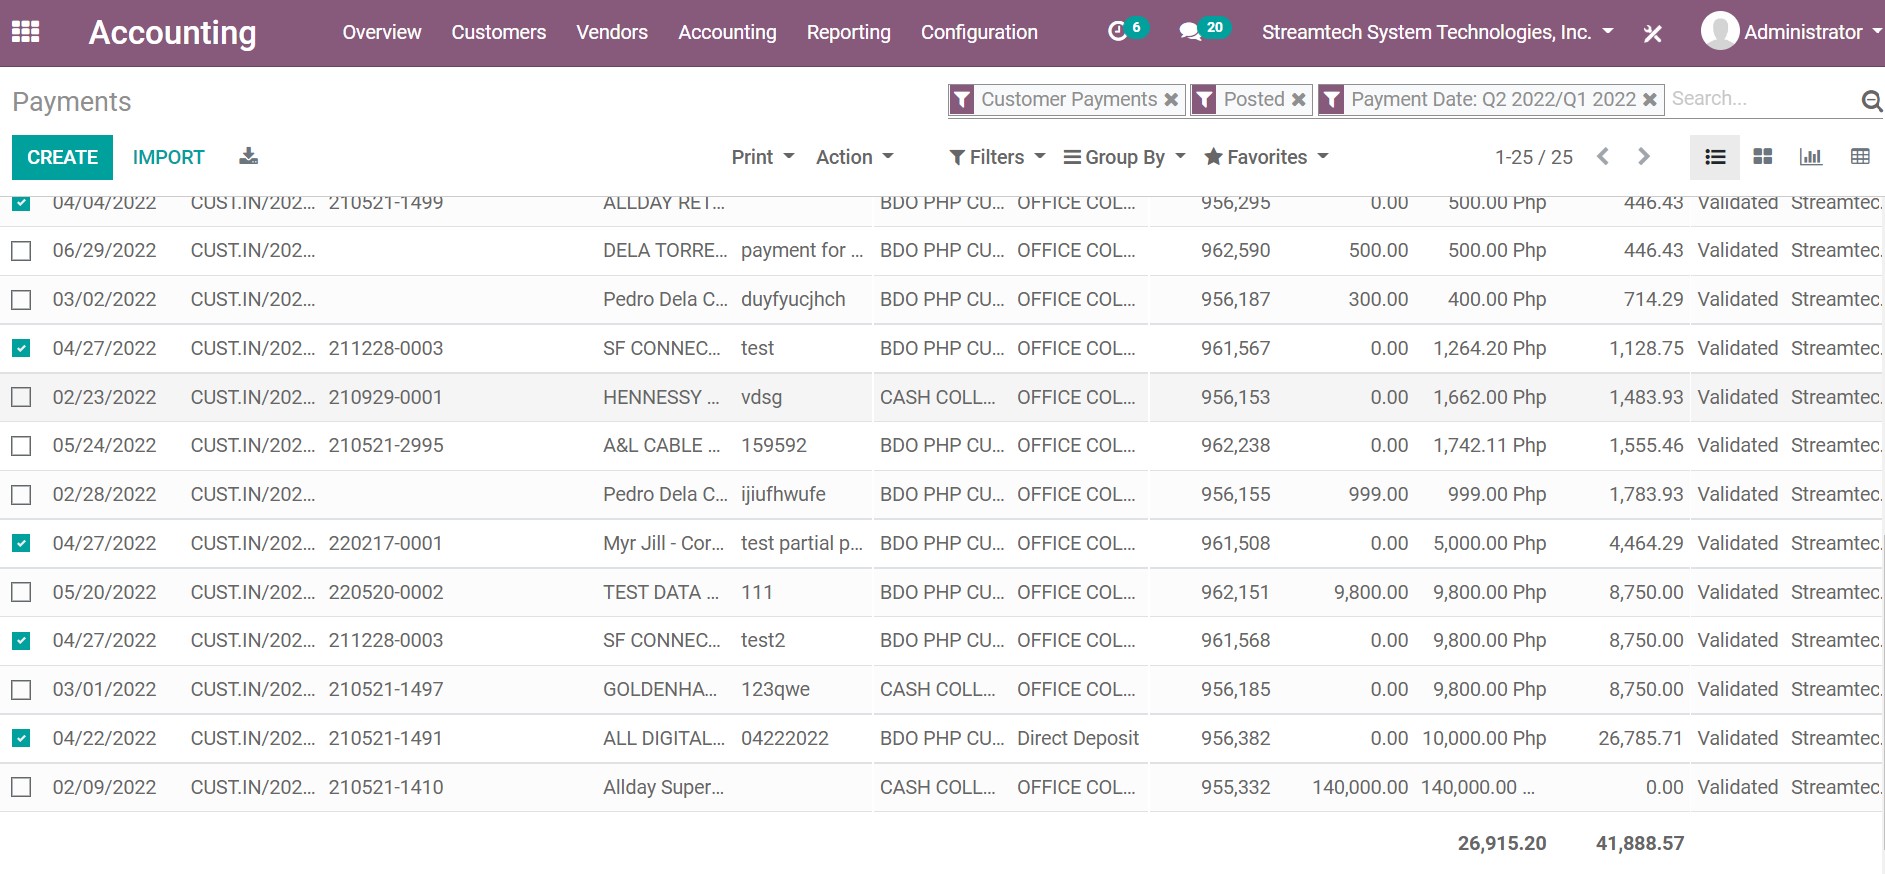 Accounting Overview Customers Vendors Accounting Reporting Configuration 6 20 Streamtech System Technologies, Inc. Administrator
Payments Customer Payments Posted Payment Date: Q2 2022/Q1 2022 Search...
CREATE IMPORT Print Action Filters Group By Favorites 1-25 / 25
04/04/2022 CUST.IN/202... 210521-1499 ALLDAY RET... BDO PHP CU... OFFICE COL... 956,295 0.00 500.00 Php 446.43 Validated Streamtec.
06/29/2022 CUST.IN/202... DELA TORRE... payment for ... BDO PHP CU... OFFICE COL... 962,590 500.00 500.00 Php 446.43 Validated Streamtec.
03/02/2022 CUST.IN/202... Pedro Dela C... duyfyucjhch BDO PHP CU... OFFICE COL... 956,187 300.00 400.00 Php 714.29 Validated Streamtec.
04/27/2022 CUST.IN/202... 211228-0003 SF CONNEC... test BDO PHP CU... OFFICE COL... 961,567 0.00 1,264.20 Php 1,128.75 Validated Streamtec.
02/23/2022 CUST.IN/202... 210929-0001 HENNESSY ... vdsg CASH COLL... OFFICE COL... 956,153 0.00 1,662.00 Php 1,483.93 Validated Streamtec.
05/24/2022 CUST.IN/202... 210521-2995 A&L CABLE ... 159592 BDO PHP CU... OFFICE COL... 962,238 0.00 1,742.11 Php 1,555.46 Validated Streamtec.
02/28/2022 CUST.IN/202... Pedro Dela C... ijiufhwufe BDO PHP CU... OFFICE COL... 956,155 999.00 999.00 Php 1,783.93 Validated Streamtec.
04/27/2022 CUST.IN/202... 220217-0001 Myr Jill - Cor... test partial p... BDO PHP CU... OFFICE COL... 961,508 0.00 5,000.00 Php 4,464.29 Validated Streamtec.
05/20/2022 CUST.IN/202... 220520-0002 TEST DATA ... 111 BDO PHP CU... OFFICE COL... 962,151 9,800.00 9,800.00 Php 8,750.00 Validated Streamtec.
04/27/2022 CUST.IN/202... 211228-0003 SF CONNEC... test2 BDO PHP CU... OFFICE COL... 961,568 0.00 9,800.00 Php 8,750.00 Validated Streamtec.
03/01/2022 CUST.IN/202... 210521-1497 GOLDENHA... 123qwe CASH COLL... OFFICE COL... 956,185 0.00 9,800.00 Php 8,750.00 Validated Streamtec.
04/22/2022 CUST.IN/202... 210521-1491 ALL DIGITAL... 04222022 BDO PHP CU... Direct Deposit 956,382 0.00 10,000.00 Php 26,785.71 Validated Streamtec.
02/09/2022 CUST.IN/202... 210521-1410 Allday Super... CASH COLL... OFFICE COL... 955,332 140,000.00 140,000.00 ... 0.00 Validated Streamtec.
26,915.20 41,888.57